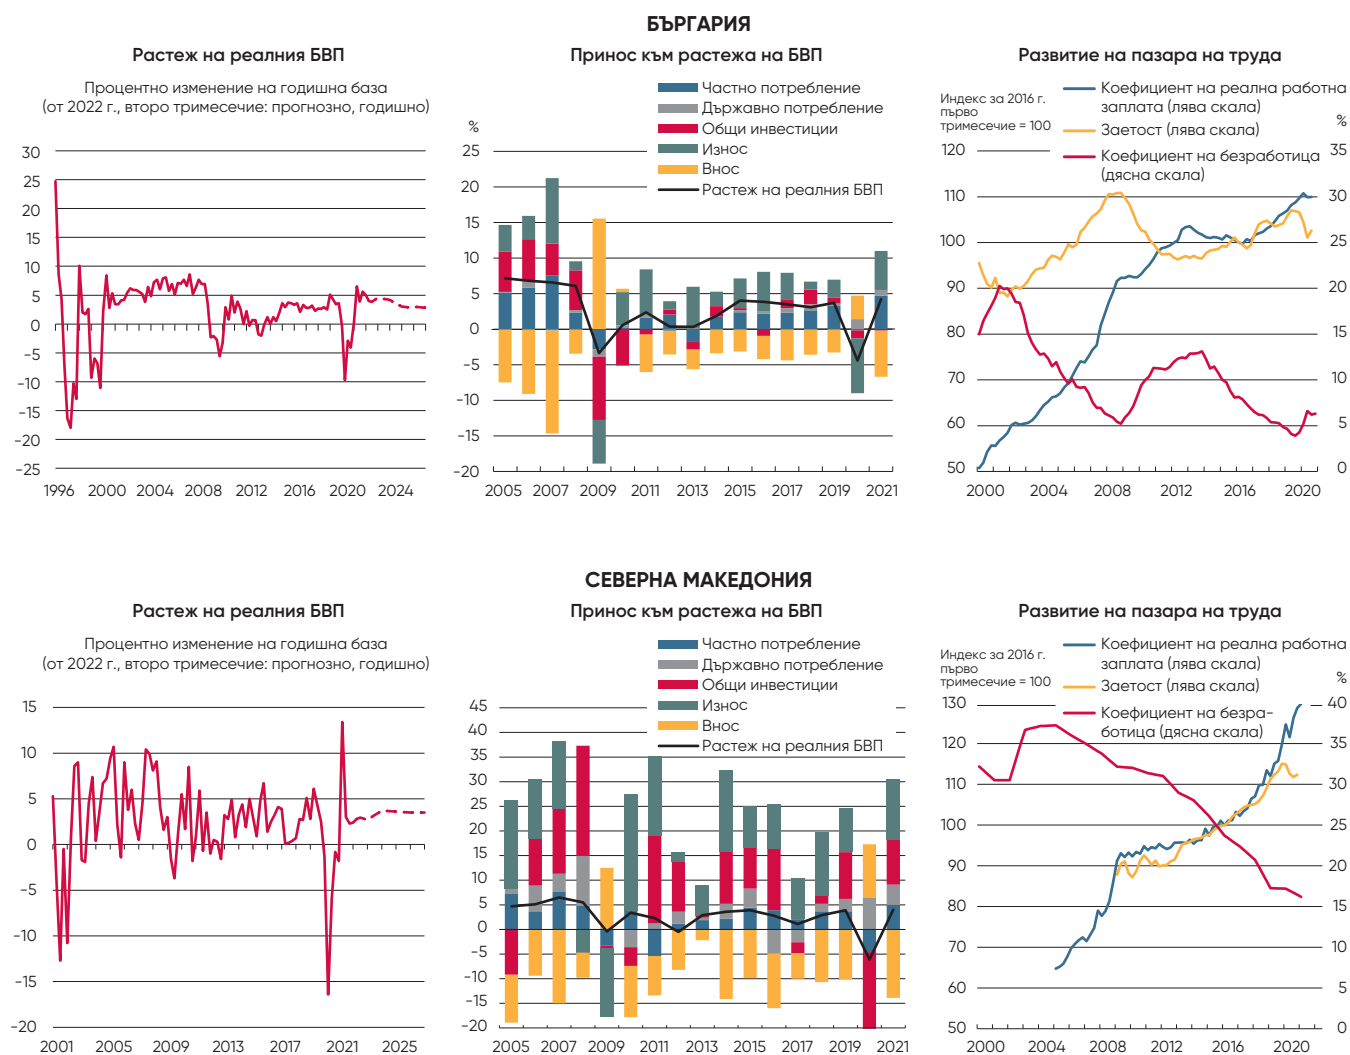 БЪРГАРИЯ
Растеж на реалния БВП
Процентно изменение на годишна база
(от 2022 г., второ тримесечие: прогнозно, годишно)
30
25
20
15
10
5
0
-5
-10
-15
-20
-25
1996 2000 2004 2008 2012 2016 2020 2024
Принос към растежа на БВП
Частно потребление
Държавно потребление
Общи инвестиции
Износ
Внос
Растеж на реалния БВП
%
25
20
15
10
5
0
-5
-10
-15
-20
2005 2007 2009 2011 2013 2015 2017 2019 2021
Развитие на пазара на труда
Индекс за 2016 г.
първо
тримесечие = 100
Коефициент на реална работна
заплата (лява скала)
Заетост (лява скала)
Коефициент на безработица
(дясна скала)
%
120
110
100
90
80
70
60
50
35
30
25
20
15
10
5
0
2000 2004 2008 2012 2016 2020
СЕВЕРНА МАКЕДОНИЯ
Растеж на реалния БВП
Процентно изменение на годишна база
(от 2022 г., второ тримесечие: прогнозно, годишно)
15
10
5
0
-5
-10
-15
-20
2001 2005 2009 2013 2017 2021 2025
Принос към растежа на БВП
Частно потребление
Държавно потребление
Общи инвестиции
Износ
Внос
Растеж на реалния БВП
45
40
35
30
25
20
15
10
5
0
-5
-10
-15
-20
2005 2007 2009 2011 2013 2015 2017 2019 2021
Развитие на пазара на труда
Индекс за 2016 г.
първо
тримесечие = 100
Коефициент на реална работна
заплата (лява скала)
Заетост (лява скала)
Коефициент на безра-
ботица (дясна скала)
%
130
120
110
100
90
80
70
60
50
40
35
30
25
20
15
10
5
0
2000 2004 2008 2012 2016 2020